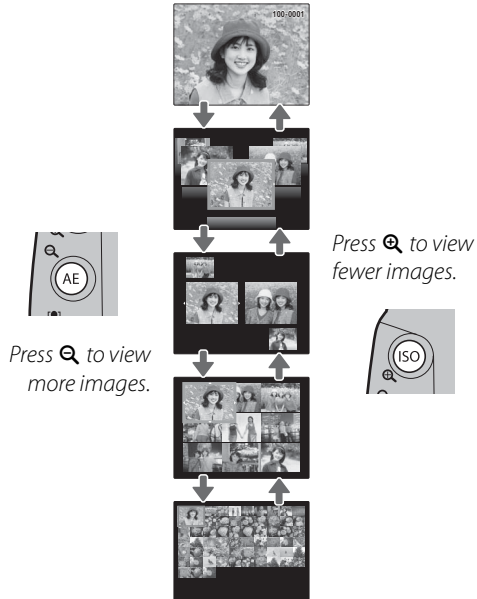 100-0001
Press 🔍 to view
fewer images.
AE
ISO
Press 🔍 to view
more images.